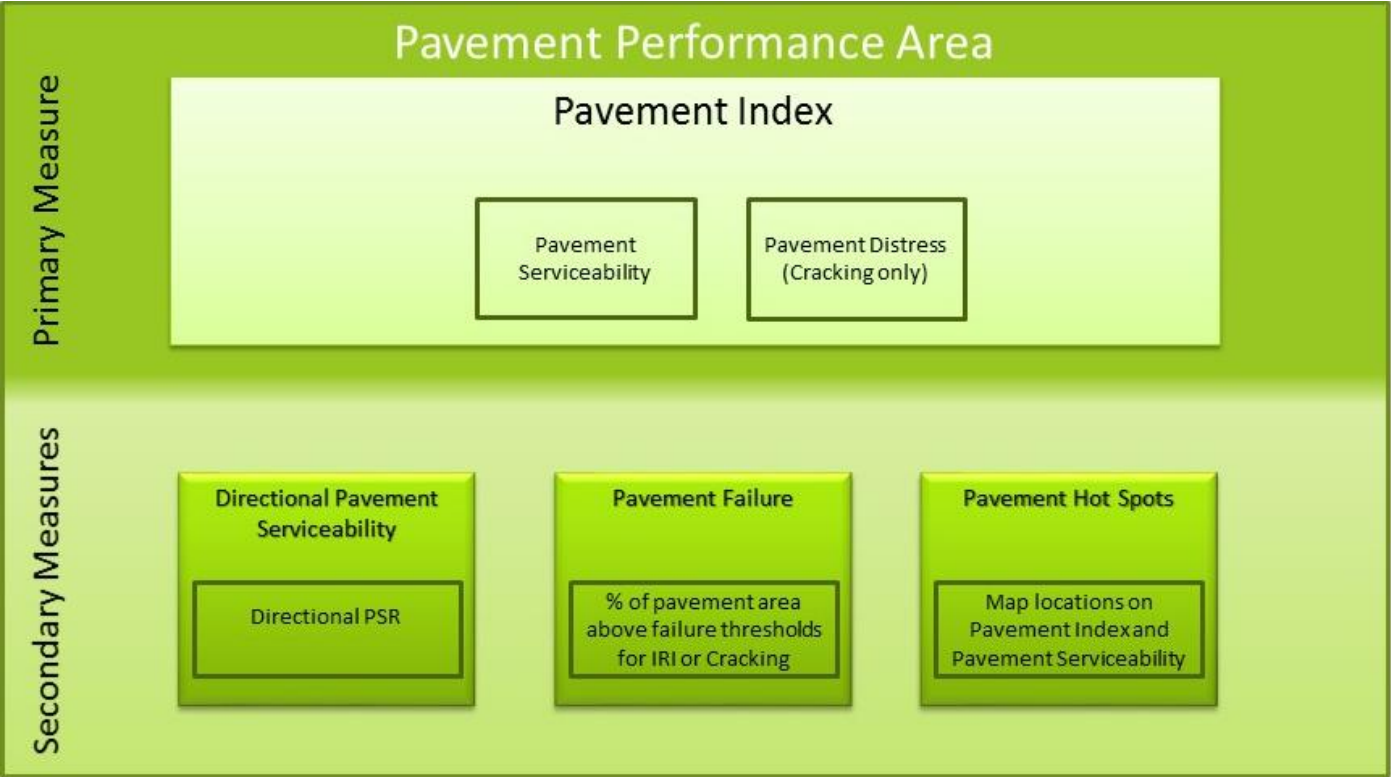 Pavement Performance Area
Primary Measure
Pavement Index
Pavement
Serviceability
Pavement Distress
(Cracking only)
Secondary Measures
Directional Pavement
Serviceability
Directional PSR
Pavement Failure
% of pavement area
above failure thresholds
for IRI or Cracking
Pavement Hot Spots
Map locations on
Pavement Index and
Pavement Serviceability